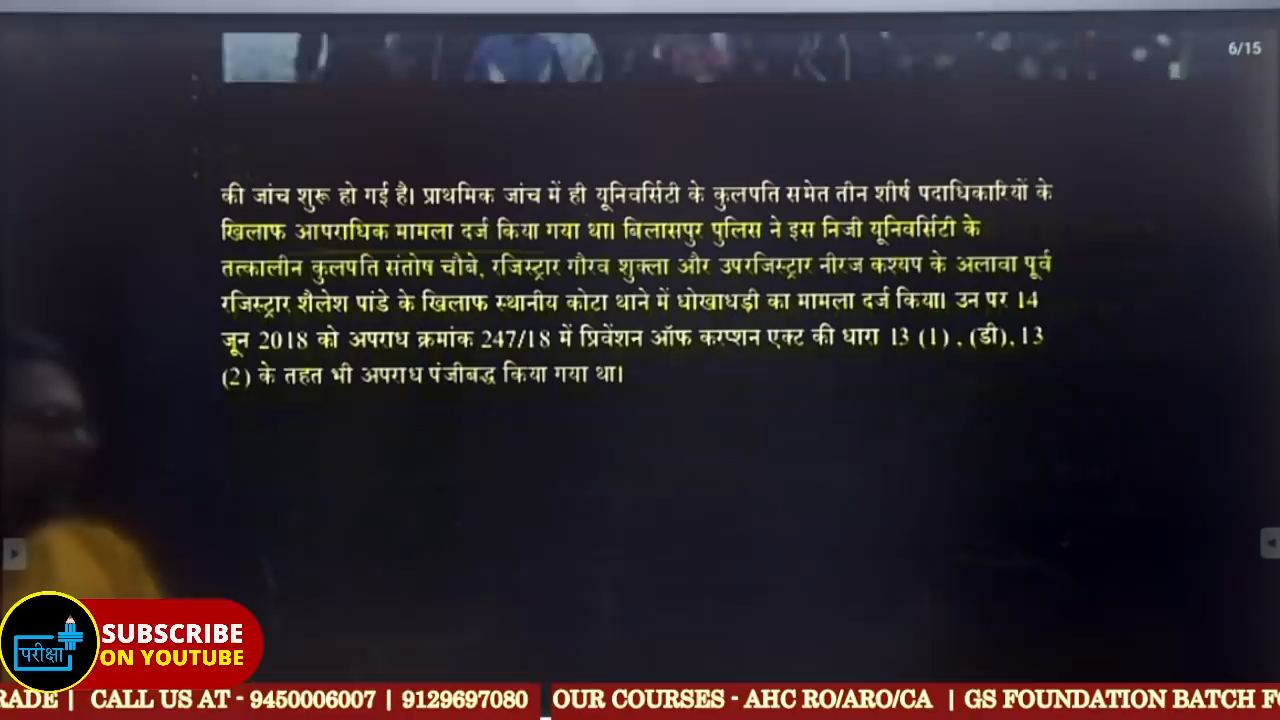 6/15
की जांच शुरू हो गई है। प्राथमिक जांच में ही यूनिवर्सिटी के कुलपति समेत तीन शीर्ष पदाधिकारियों के
खिलाफ आपराधिक मामला दर्ज किया गया था। बिलासपुर पुलिस ने इस निजी यूनिवर्सिटी के
तत्कालीन कुलपति संतोष चौबे, रजिस्ट्रार गौरव शुक्ला और उपरजिस्ट्रार नीरज कश्यप के अलावा पूर्व
रजिस्ट्रार शैलेश पांडे के खिलाफ स्थानीय कोटा थाने में धोखाधड़ी का मामला दर्ज किया। उन पर 14
जून 2018 को अपराध क्रमांक 247/18 में प्रिवेंशन ऑफ करप्शन एक्ट की धारा 13 (1) , (डी), 13
(2) के तहत भी अपराध पंजीबद्ध किया गया था।
परीक्षा
SUBSCRIBE
ON YOUTUBE
RADE | CALL US AT - 9450006007 | 9129697080 OUR COURSES - AHC RO/ARO/CA | GS FOUNDATION BATCH F